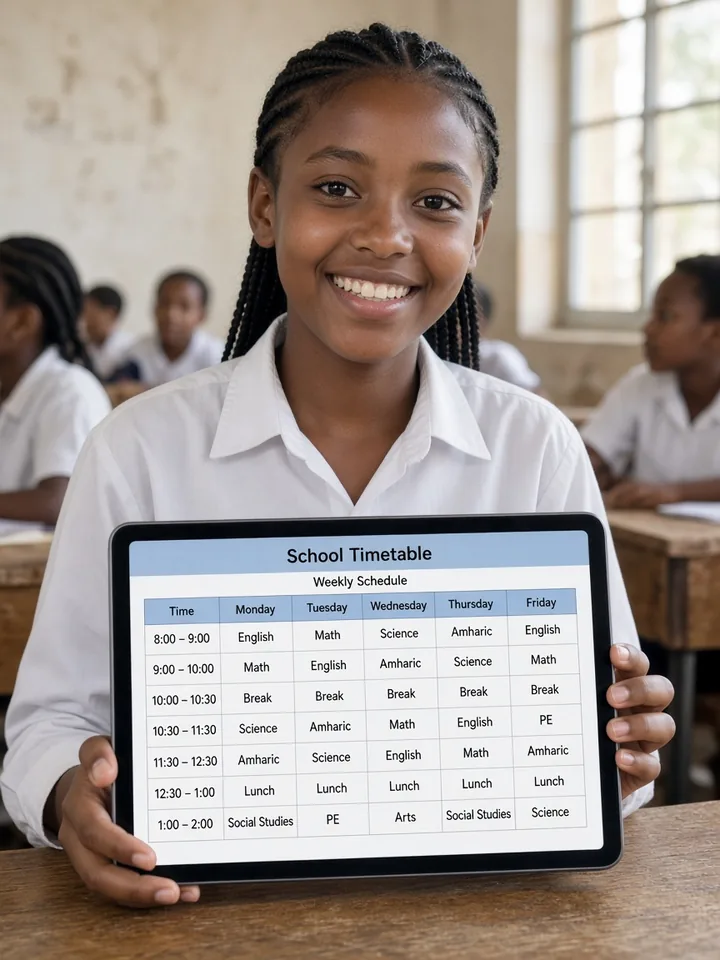 School Timetable
Weekly Schedule
Time Monday Tuesday Wednesday Thursday Friday
8:00 – 9:00 English Math Science Amharic English
9:00 – 10:00 Math English Amharic Science Math
10:00 – 10:30 Break Break Break Break Break
10:30 – 11:30 Science Amharic Math English PE
11:30 – 12:30 Amharic Science English Math Amharic
12:30 – 1:00 Lunch Lunch Lunch Lunch Lunch
1:00 – 2:00 Social Studies PE Arts Social Studies Science